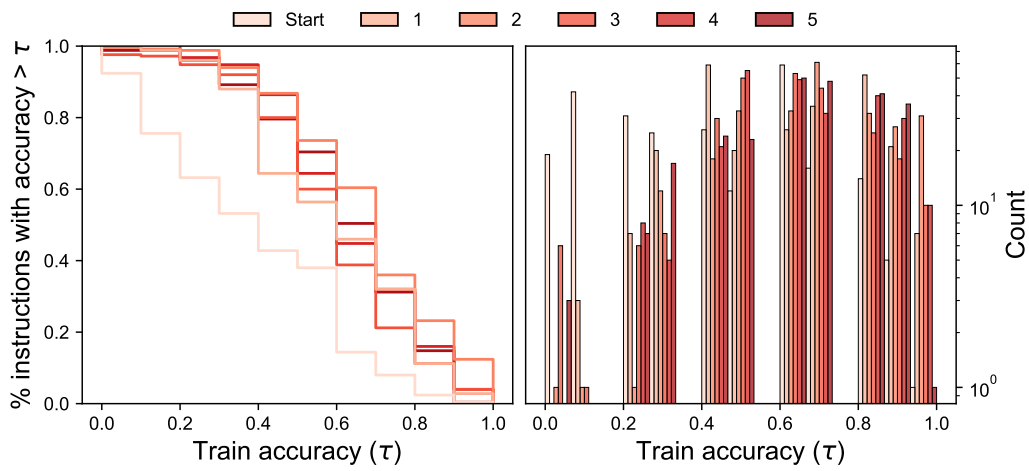 Start 1 2 3 4 5
% instructions with accuracy > τ
1.0
0.8
0.6
0.4
0.2
0.0
0.0 0.2 0.4 0.6 0.8 1.0
Train accuracy (τ)
0.0 0.2 0.4 0.6 0.8 1.0
Train accuracy (τ)
10¹
10⁰
Count